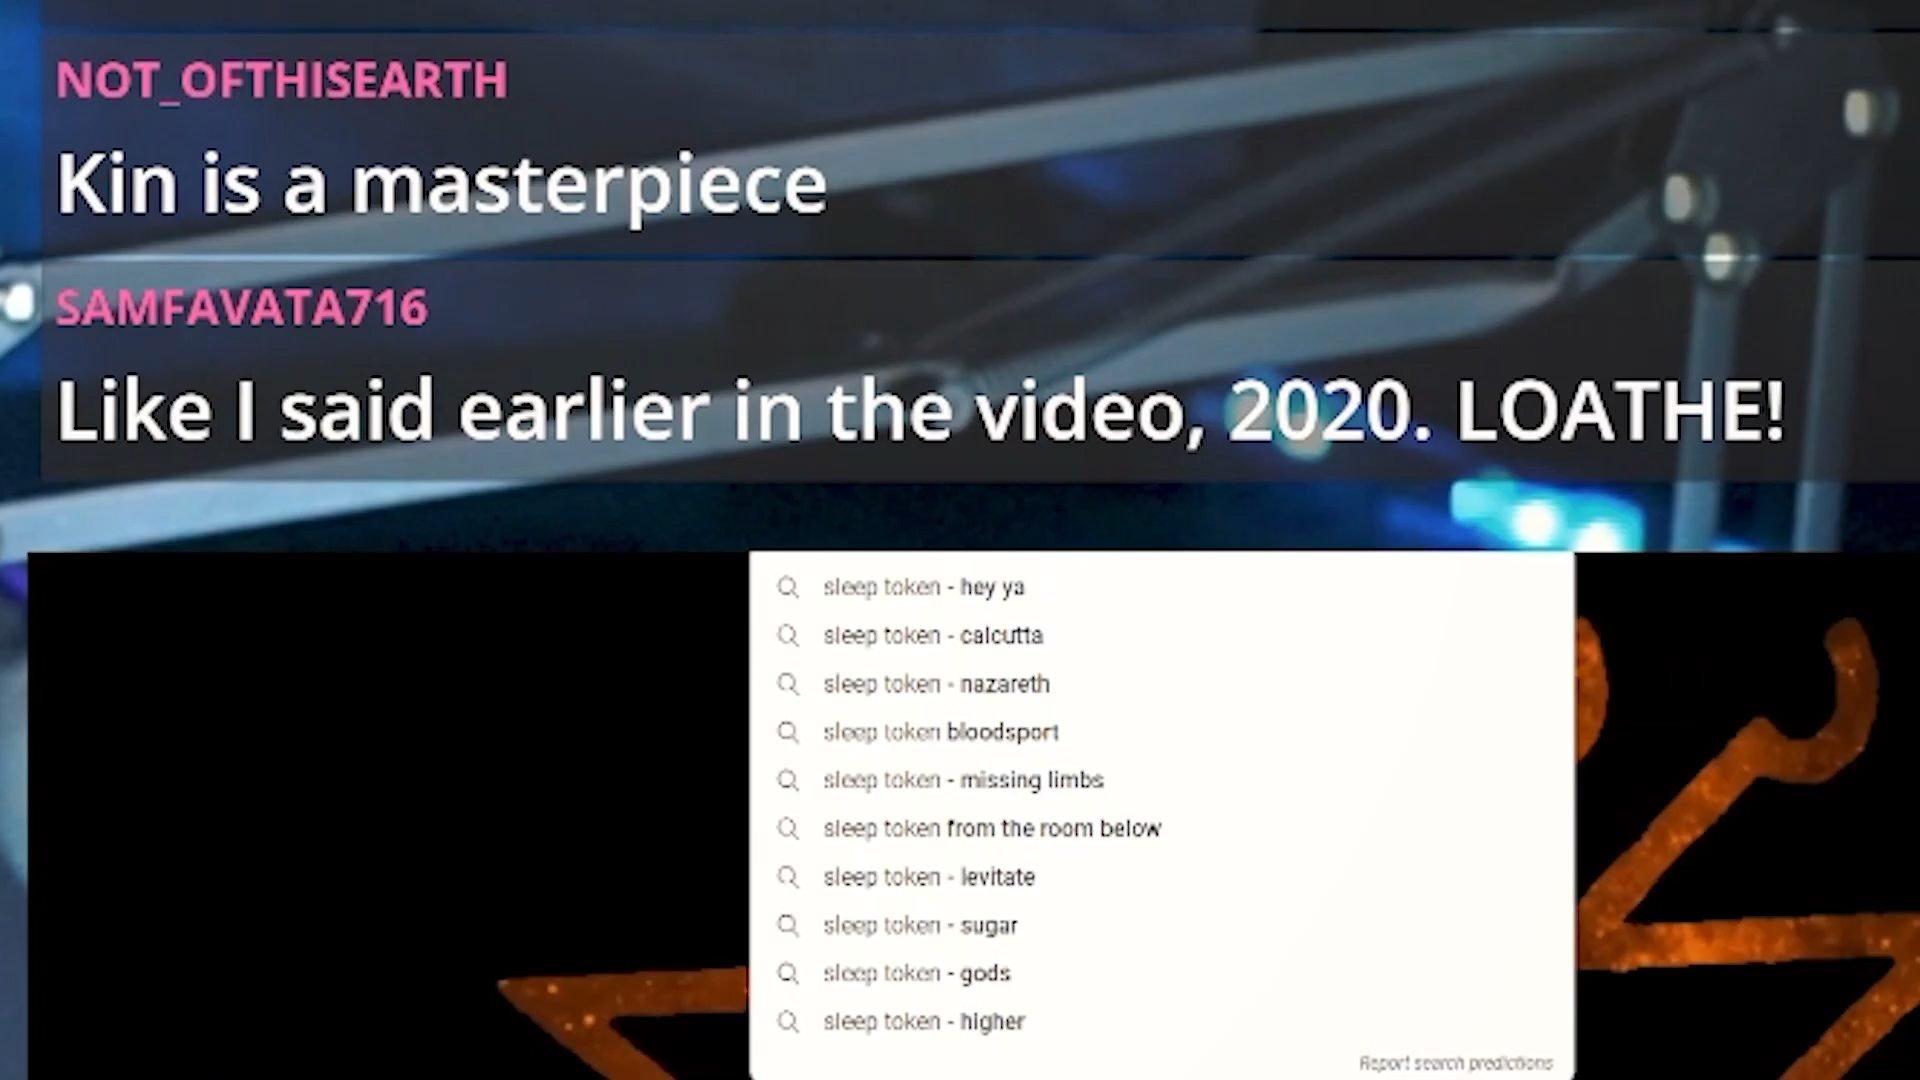 NOT_OFTHISEARTH
Kin is a masterpiece
SAMFAVATA716
Like I said earlier in the video, 2020. LOATHE!
sleep token - hey ya
sleep token - calcutta
sleep token - nazareth
sleep token bloodsport
sleep token - missing limbs
sleep token from the room below
sleep token - levitate
sleep token - sugar
sleep token - gods
sleep token - higher
Report search predictions